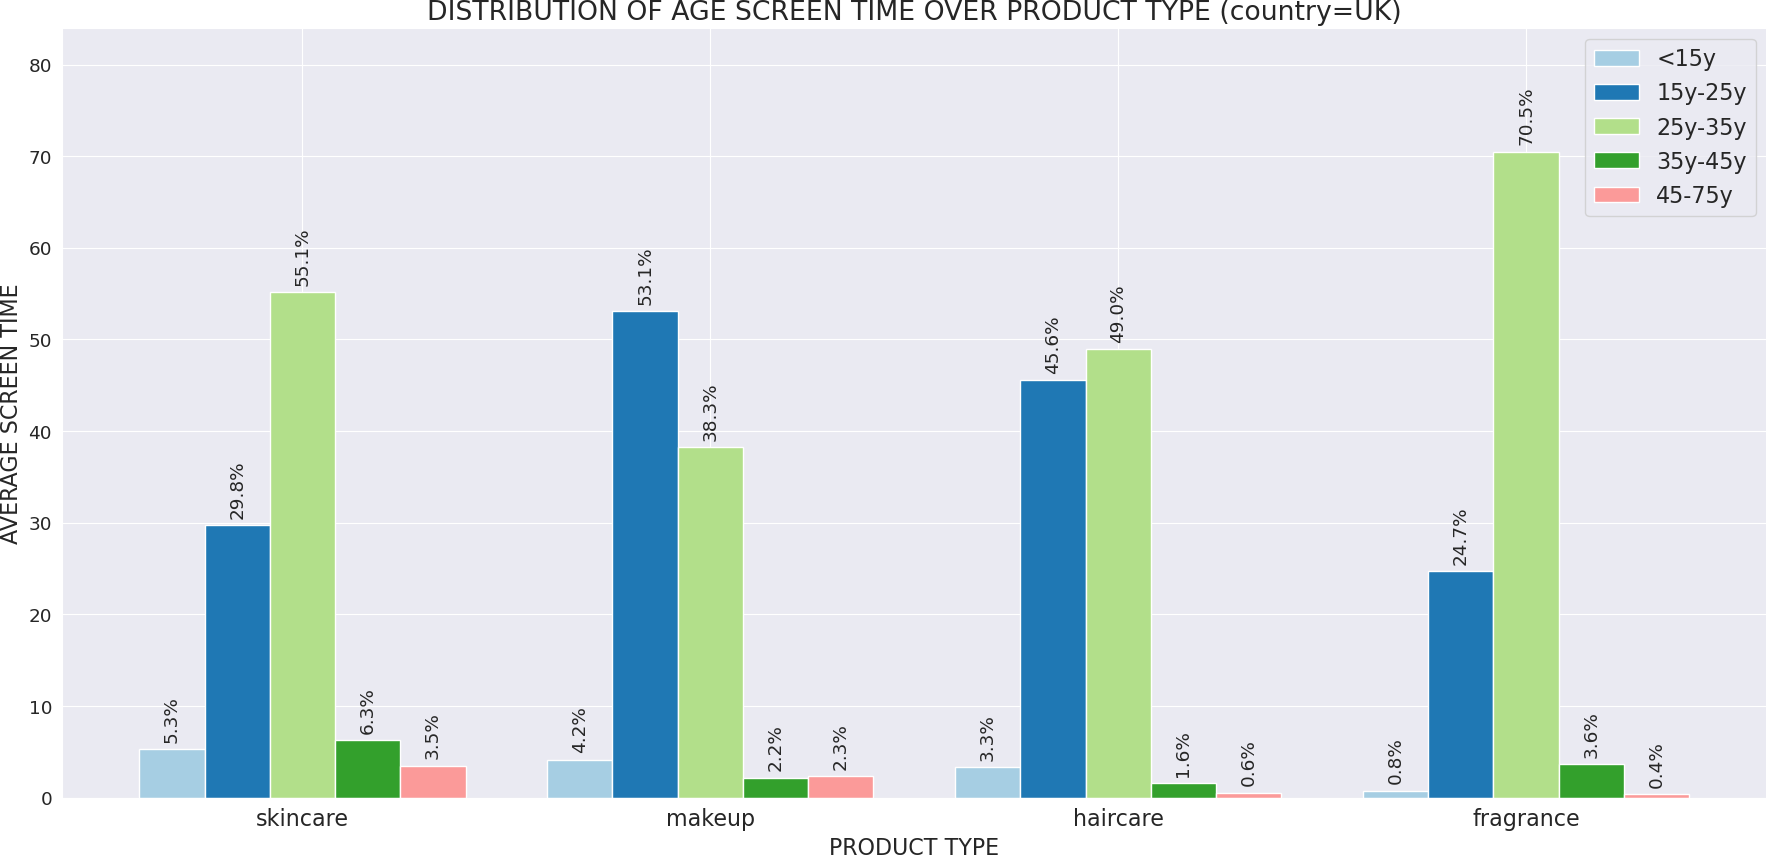 DISTRIBUTION OF AGE SCREEN TIME OVER PRODUCT TYPE (country=UK)
<15y
15y-25y
25y-35y
35y-45y
45-75y
AVERAGE SCREEN TIME
80
70
60
50
40
30
20
10
0
5.3%
29.8%
55.1%
6.3%
3.5%
4.2%
53.1%
38.3%
2.2%
2.3%
3.3%
45.6%
49.0%
1.6%
0.6%
0.8%
24.7%
70.5%
3.6%
0.4%
skincare
makeup
haircare
fragrance
PRODUCT TYPE